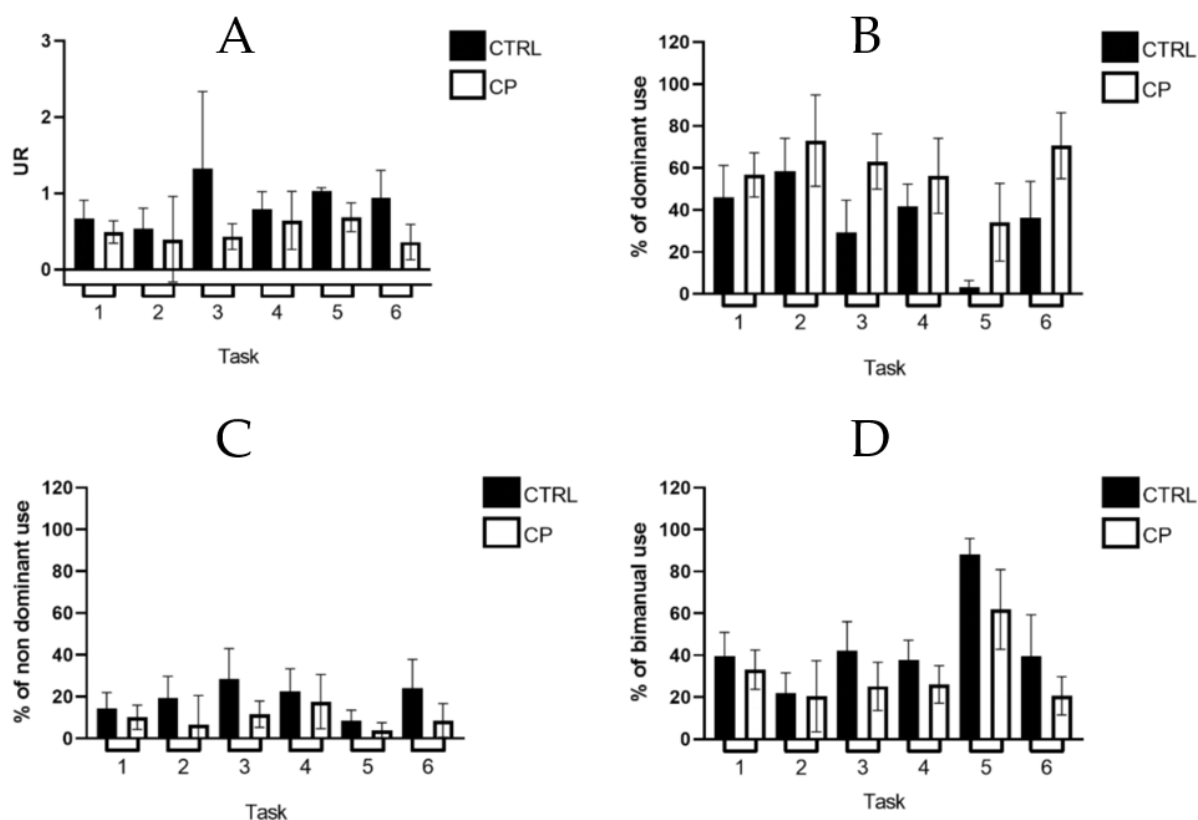 A
3
2
1
0
UR
CTRL
CP
1 2 3 4 5 6
Task
B
120
100
80
60
40
20
0
% of dominant use
CTRL
CP
1 2 3 4 5 6
Task
C
120
100
80
60
40
20
0
% of non dominant use
CTRL
CP
1 2 3 4 5 6
Task
D
120
100
80
60
40
20
0
% of bimanual use
CTRL
CP
1 2 3 4 5 6
Task